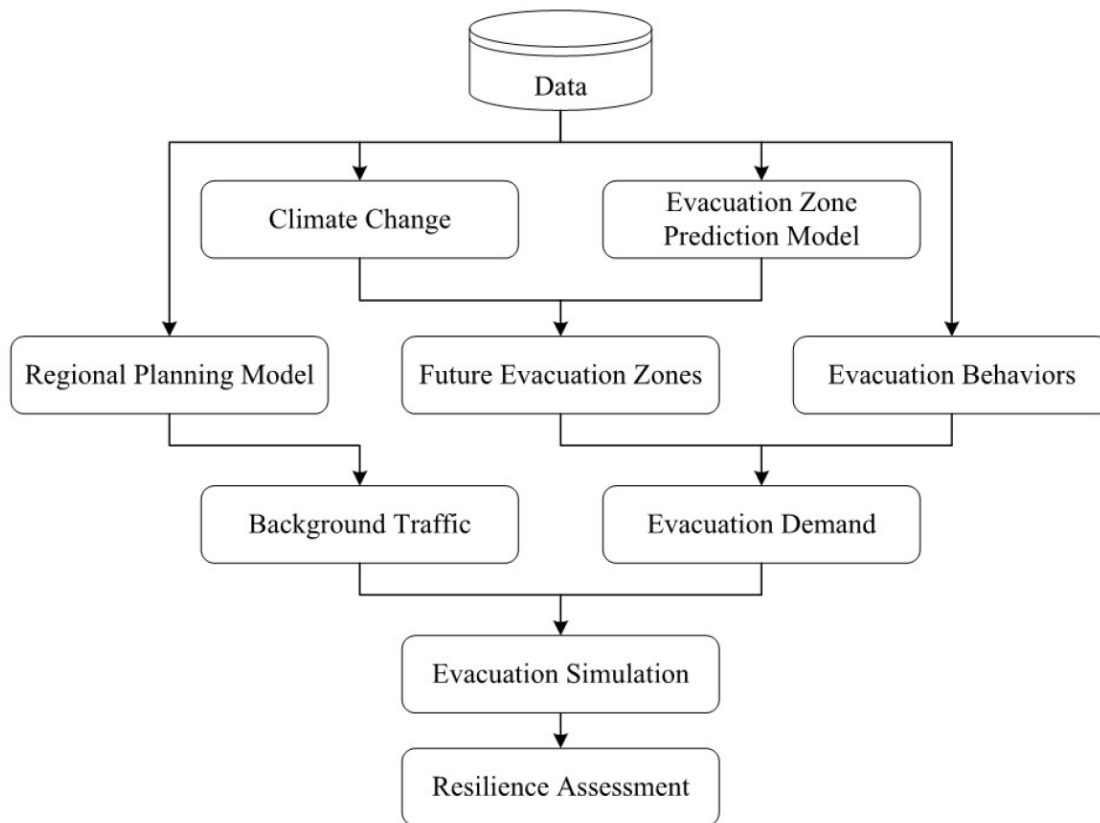 Data
Climate Change
Evacuation Zone
Prediction Model
Regional Planning Model
Future Evacuation Zones
Evacuation Behaviors
Background Traffic
Evacuation Demand
Evacuation Simulation
Resilience Assessment